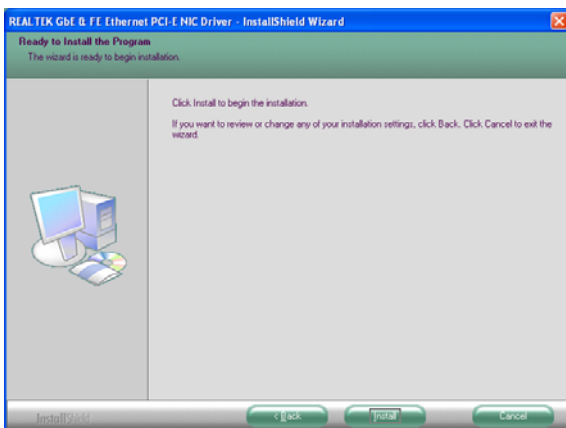 REALTEK GbE & FE Ethernet PCI-E NIC Driver - InstallShield Wizard
Ready to Install the Program
The wizard is ready to begin installation.
Click Install to begin the installation.
If you want to review or change any of your installation settings, click Back. Click Cancel to exit the
wizard.
InstallShield
< Back
Install
Cancel